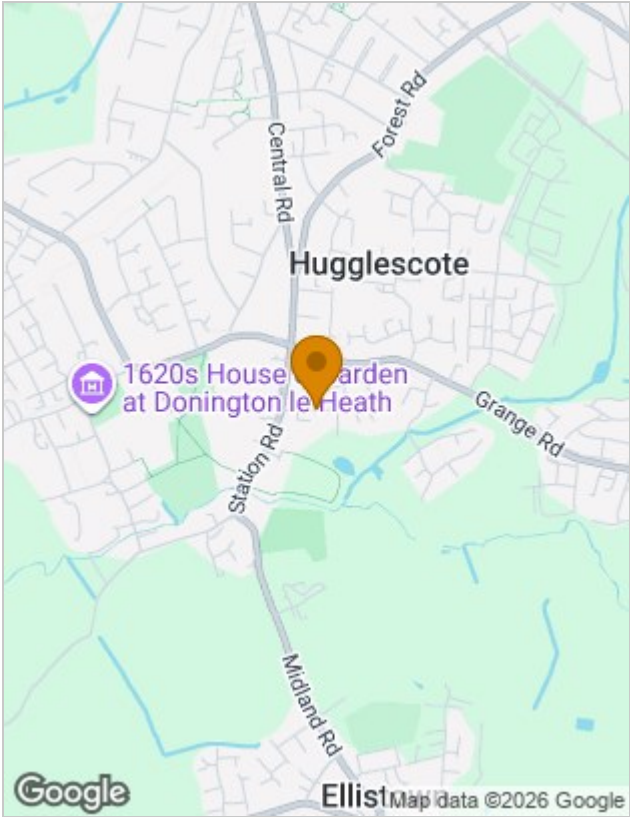 Central Rd
Forest Rd
Hugglescote
1620s House Garden
at Donington le Heath
Grange Rd
Station Rd
Midland Rd
Google
Map data ©2026 Google